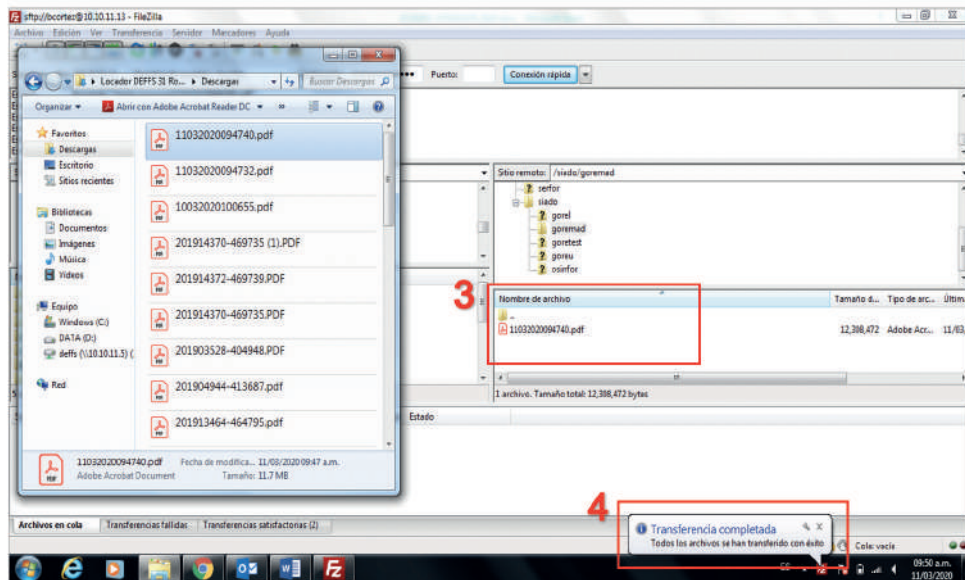 sftp://bcortez@10.10.11.13 - FileZilla
Archivo Edición Ver Transferencia Servidor Marcadores Ayuda
Puerto:
Conexión rápida
Locador DEFFS 31 Ro...
Descargas
Buscar Descargas
Organizar
Abrir con Adobe Acrobat Reader DC
»
Favoritos
Descargas
Escritorio
Sitios recientes
Bibliotecas
Documentos
Imágenes
Música
Vídeos
Equipo
Windows (C:)
DATA (D:)
deffs (\\10.10.11.5) (
Red
11032020094740.pdf
11032020094732.pdf
10032020100655.pdf
201914370-469735 (1).PDF
201914372-469739.PDF
201914370-469735.PDF
201903528-404948.PDF
201904944-413687.pdf
201913464-464795.pdf
11032020094740.pdf Fecha de modifica... 11/03/2020 09:47 a.m.
Adobe Acrobat Document Tamaño: 11.7 MB
Sitio remoto: /siado/goremad
serfor
siado
gorel
goremad
goretest
goreu
osinfor
3
Nombre de archivo Tamaño d... Tipo de arc... Última
..
11032020094740.pdf 12,308,472 Adobe Acr... 11/03/
1 archivo. Tamaño total: 12,308,472 bytes
Estado
4
Transferencia completada
Todos los archivos se han transferido con éxito
Archivos en cola Transferencias fallidas Transferencias satisfactorias (2)
Cola: vacía
ES
09:50 a.m.
11/03/2020